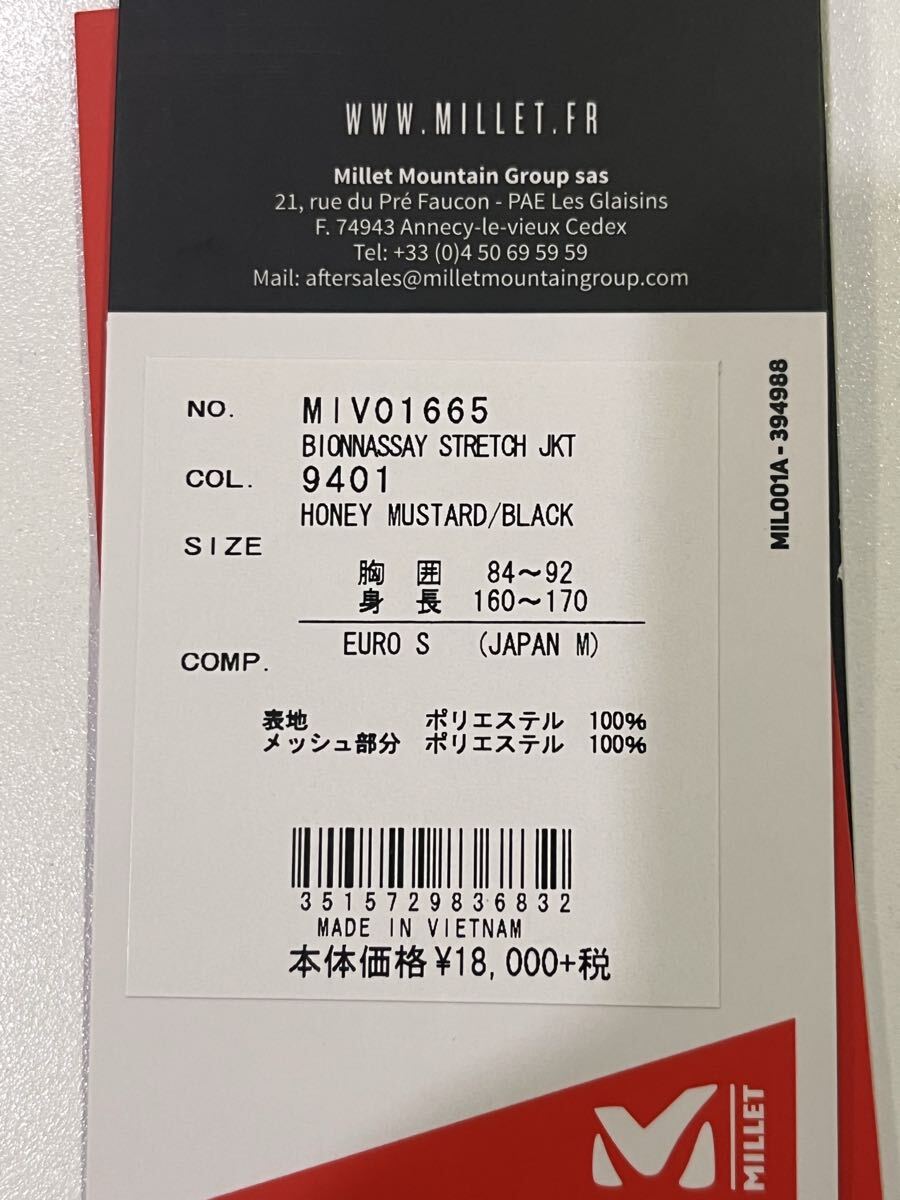 WWW.MILLET.FR
Millet Mountain Group sas
21, rue du Pré Faucon - PAE Les Glaisins
F. 74943 Annecy-le-vieux Cedex
Tel: +33 (0)4 50 69 59 59
Mail: aftersales@milletmountaingroup.com
NO. MIV01665
BIONNASSAY STRETCH JKT
COL. 9401
HONEY MUSTARD/BLACK
SIZE
胸 囲 84～92
身 長 160～170
EURO S (JAPAN M)
COMP.
表地 ポリエステル 100%
メッシュ部分 ポリエステル 100%
3515729836832
MADE IN VIETNAM
本体価格¥18,000+税
MIL001A - 394988
MILLET